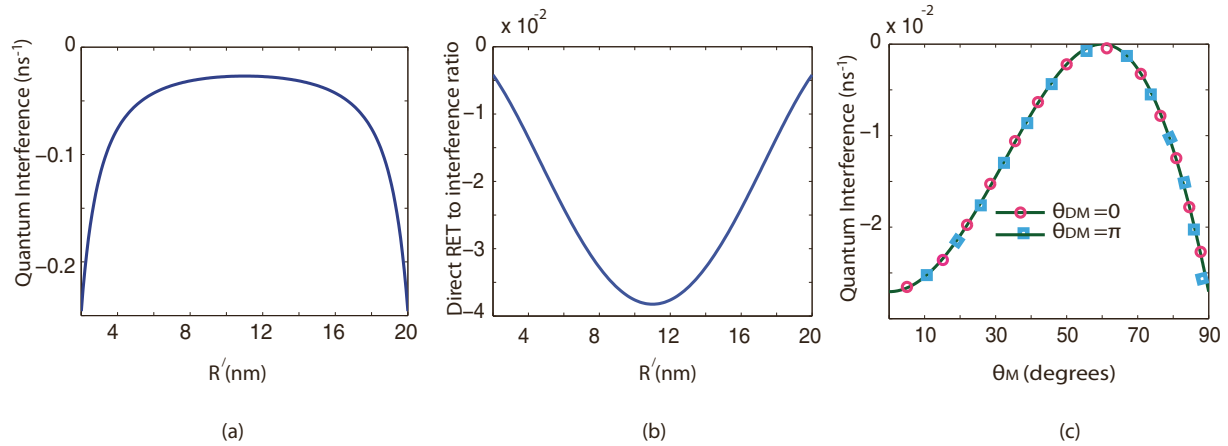 Quantum Interference (ns⁻¹)
0
−0.1
−0.2
4 8 12 16 20
R′(nm)
(a)
x 10⁻²
Direct RET to interference ratio
0
−1
−2
−3
−4
4 8 12 16 20
R′(nm)
(b)
x 10⁻²
Quantum Interference (ns⁻¹)
0
−1
−2
θDM =0
θDM =π
10 30 50 70 90
θM (degrees)
(c)